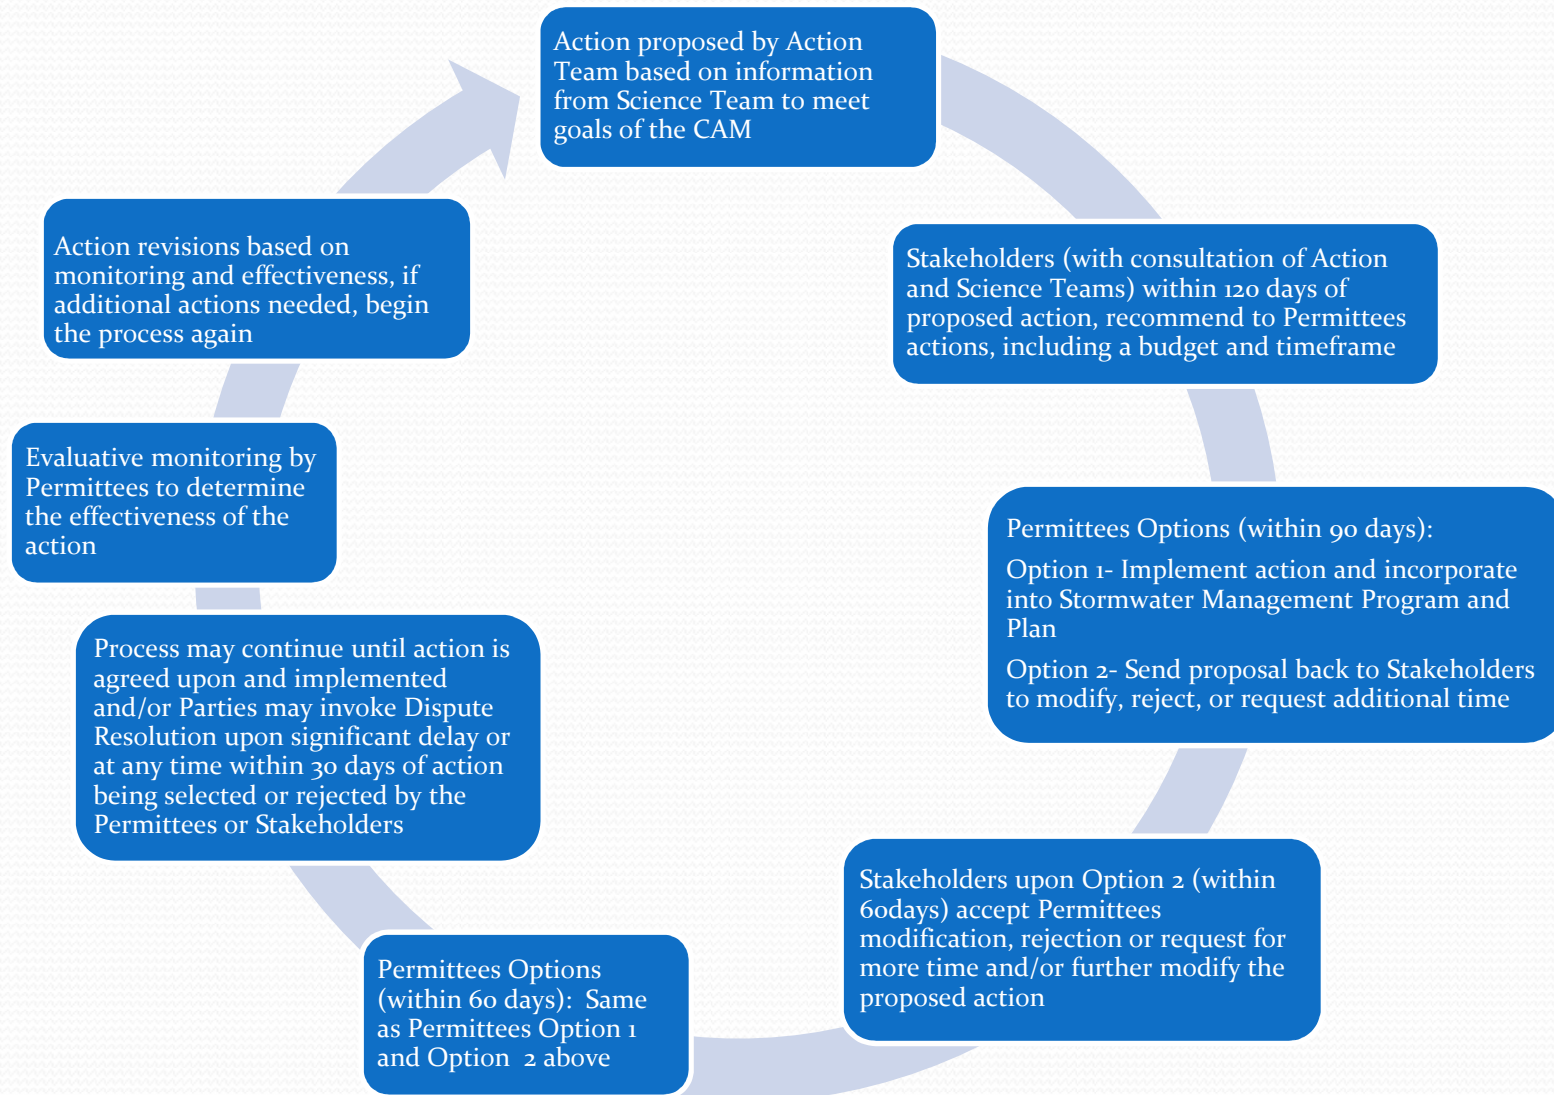 Action proposed by Action
Team based on information
from Science Team to meet
goals of the CAM
Stakeholders (with consultation of Action
and Science Teams) within 120 days of
proposed action, recommend to Permittees
actions, including a budget and timeframe
Permittees Options (within 90 days):
Option 1- Implement action and incorporate
into Stormwater Management Program and
Plan
Option 2- Send proposal back to Stakeholders
to modify, reject, or request additional time
Stakeholders upon Option 2 (within
60days) accept Permittees
modification, rejection or request for
more time and/or further modify the
proposed action
Permittees Options
(within 60 days):  Same
as Permittees Option 1
and Option  2 above
Process may continue until action is
agreed upon and implemented
and/or Parties may invoke Dispute
Resolution upon significant delay or
at any time within 30 days of action
being selected or rejected by the
Permittees or Stakeholders
Evaluative monitoring by
Permittees to determine
the effectiveness of the
action
Action revisions based on
monitoring and effectiveness, if
additional actions needed, begin
the process again